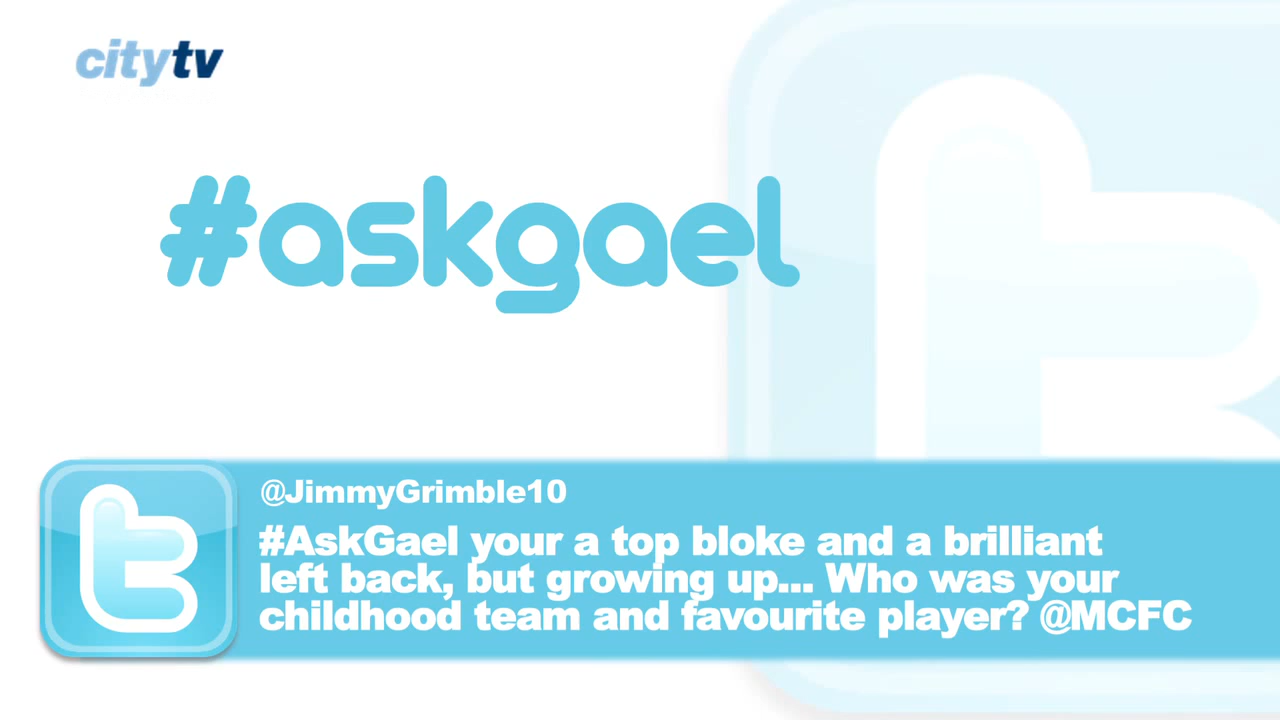 citytv
#askgael
@JimmyGrimble10
#AskGael your a top bloke and a brilliant
left back, but growing up... Who was your
childhood team and favourite player? @MCFC